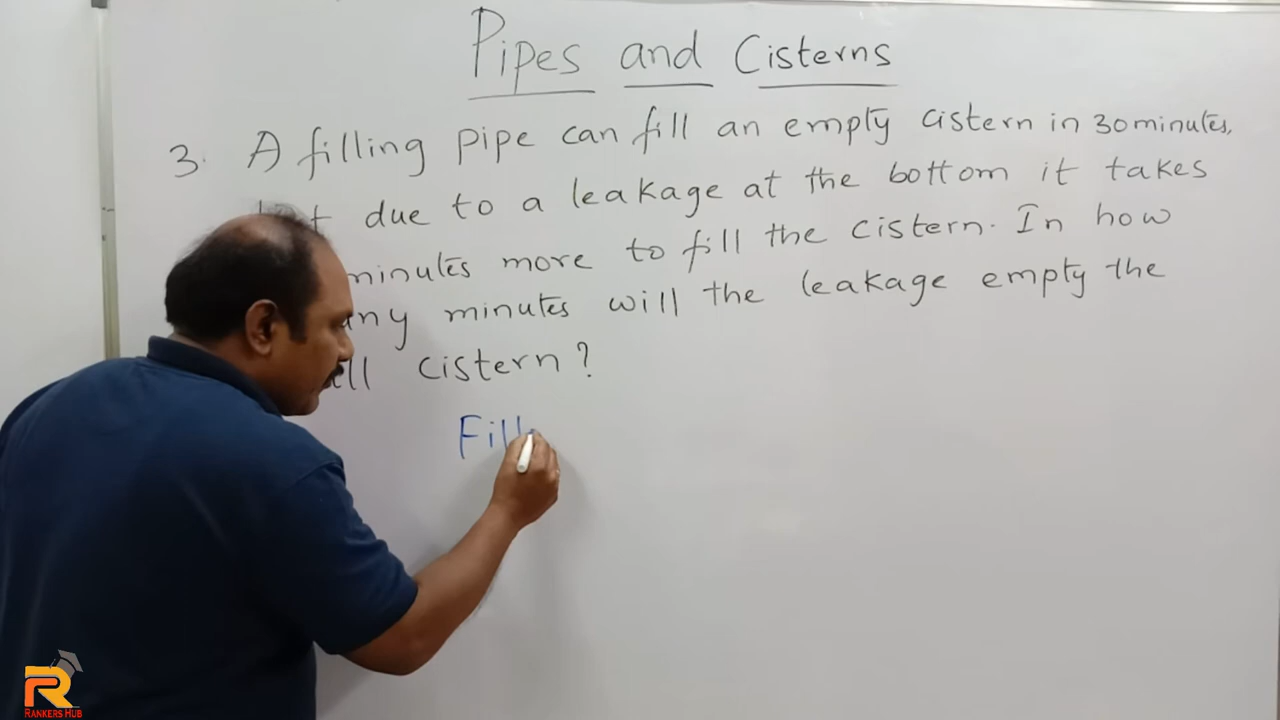 Pipes and Cisterns
3. A filling pipe can fill an empty cistern in 30 minutes,
due to a leakage at the bottom it takes
minutes more to fill the cistern. In how
minutes will the leakage empty the
cistern?
Fill
RANKERS HUB